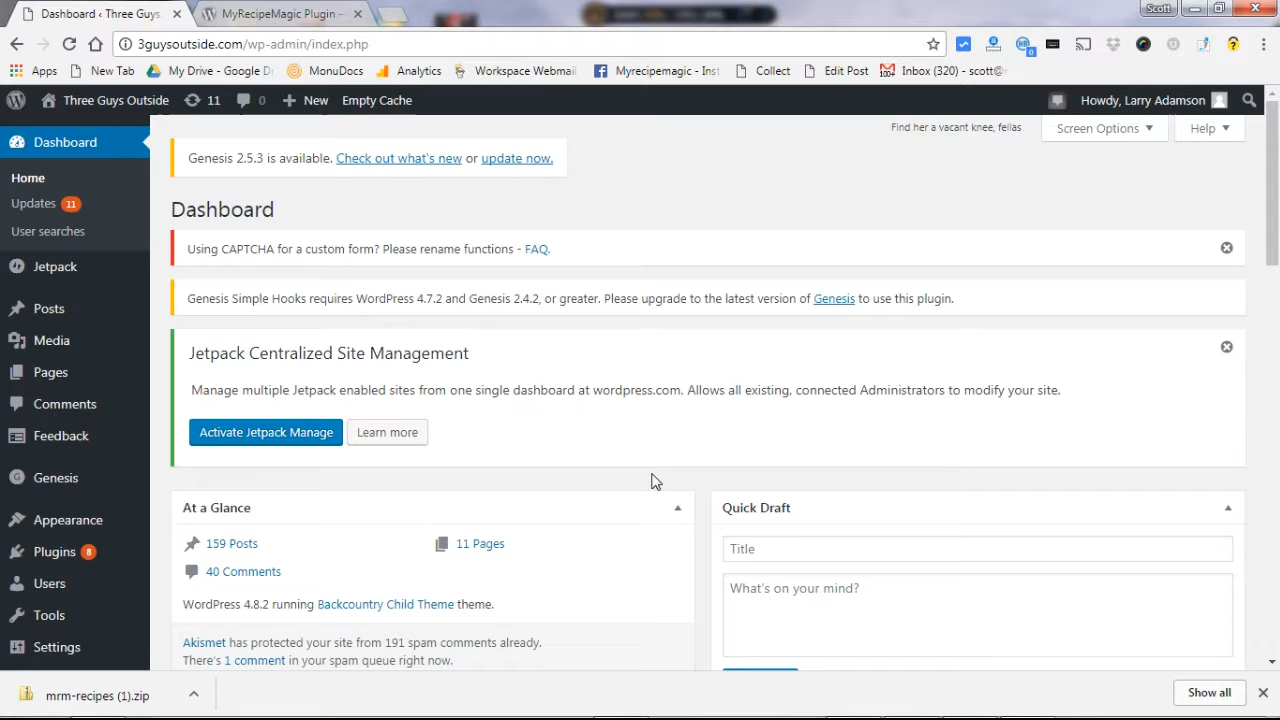 Dashboard ‹ Three Guys
MyRecipeMagic Plugin —
Scott
3guysoutside.com/wp-admin/index.php
0
Apps
New Tab
My Drive - Google D
MonuDocs
Analytics
Workspace Webmail
Myrecipemagic - Inst
Collect
Edit Post
Inbox (320) - scott@
Three Guys Outside
11
0
New
Empty Cache
Howdy, Larry Adamson
Dashboard
Home
Updates 11
User searches
Jetpack
Posts
Media
Pages
Comments
Feedback
Genesis
Appearance
Plugins 8
Users
Tools
Settings
Find her a vacant knee, fellas
Screen Options
Help
Genesis 2.5.3 is available. Check out what's new or update now.
Dashboard
Using CAPTCHA for a custom form? Please rename functions - FAQ.
Genesis Simple Hooks requires WordPress 4.7.2 and Genesis 2.4.2, or greater. Please upgrade to the latest version of Genesis to use this plugin.
Jetpack Centralized Site Management
Manage multiple Jetpack enabled sites from one single dashboard at wordpress.com. Allows all existing, connected Administrators to modify your site.
Activate Jetpack Manage
Learn more
At a Glance
159 Posts
11 Pages
40 Comments
WordPress 4.8.2 running Backcountry Child Theme theme.
Akismet has protected your site from 191 spam comments already.
There's 1 comment in your spam queue right now.
Quick Draft
Title
What's on your mind?
mrm-recipes (1).zip
Show all